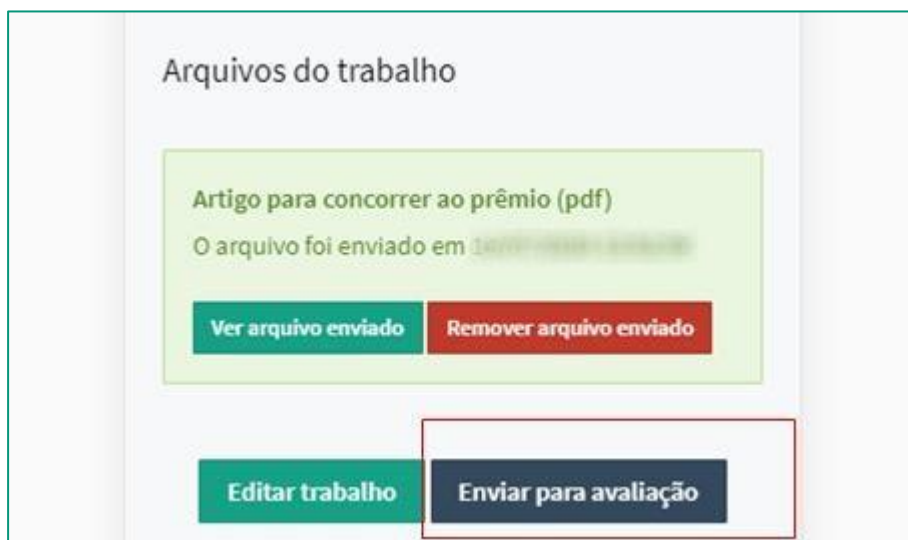 Arquivos do trabalho
Artigo para concorrer ao prêmio (pdf)
O arquivo foi enviado em
Ver arquivo enviado Remover arquivo enviado
Editar trabalho Enviar para avaliação